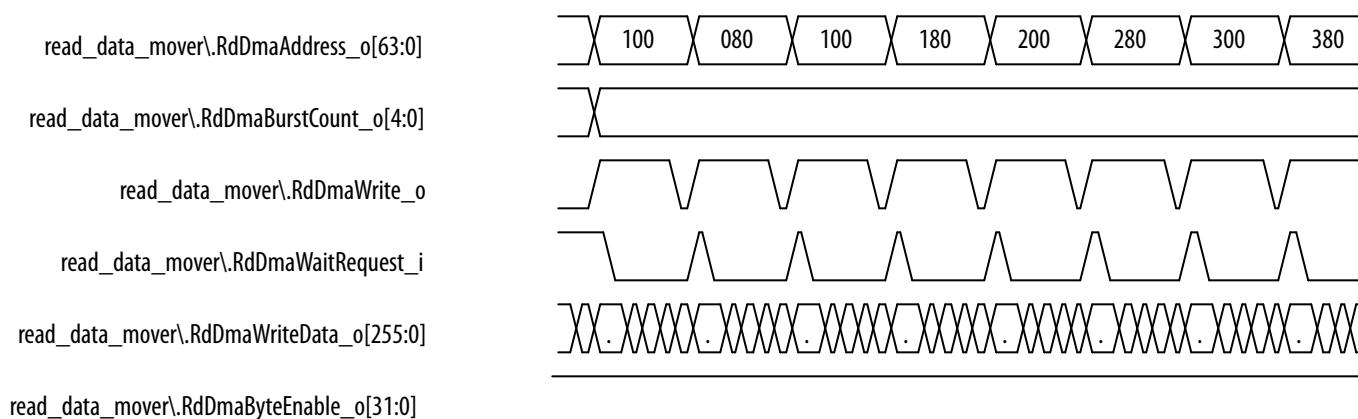 read_data_mover\.RdDmaAddress_o[63:0] 100 080 100 180 200 280 300 380
read_data_mover\.RdDmaBurstCount_o[4:0]
read_data_mover\.RdDmaWrite_o
read_data_mover\.RdDmaWaitRequest_i
read_data_mover\.RdDmaWriteData_o[255:0] . . . . . . . .
read_data_mover\.RdDmaByteEnable_o[31:0]